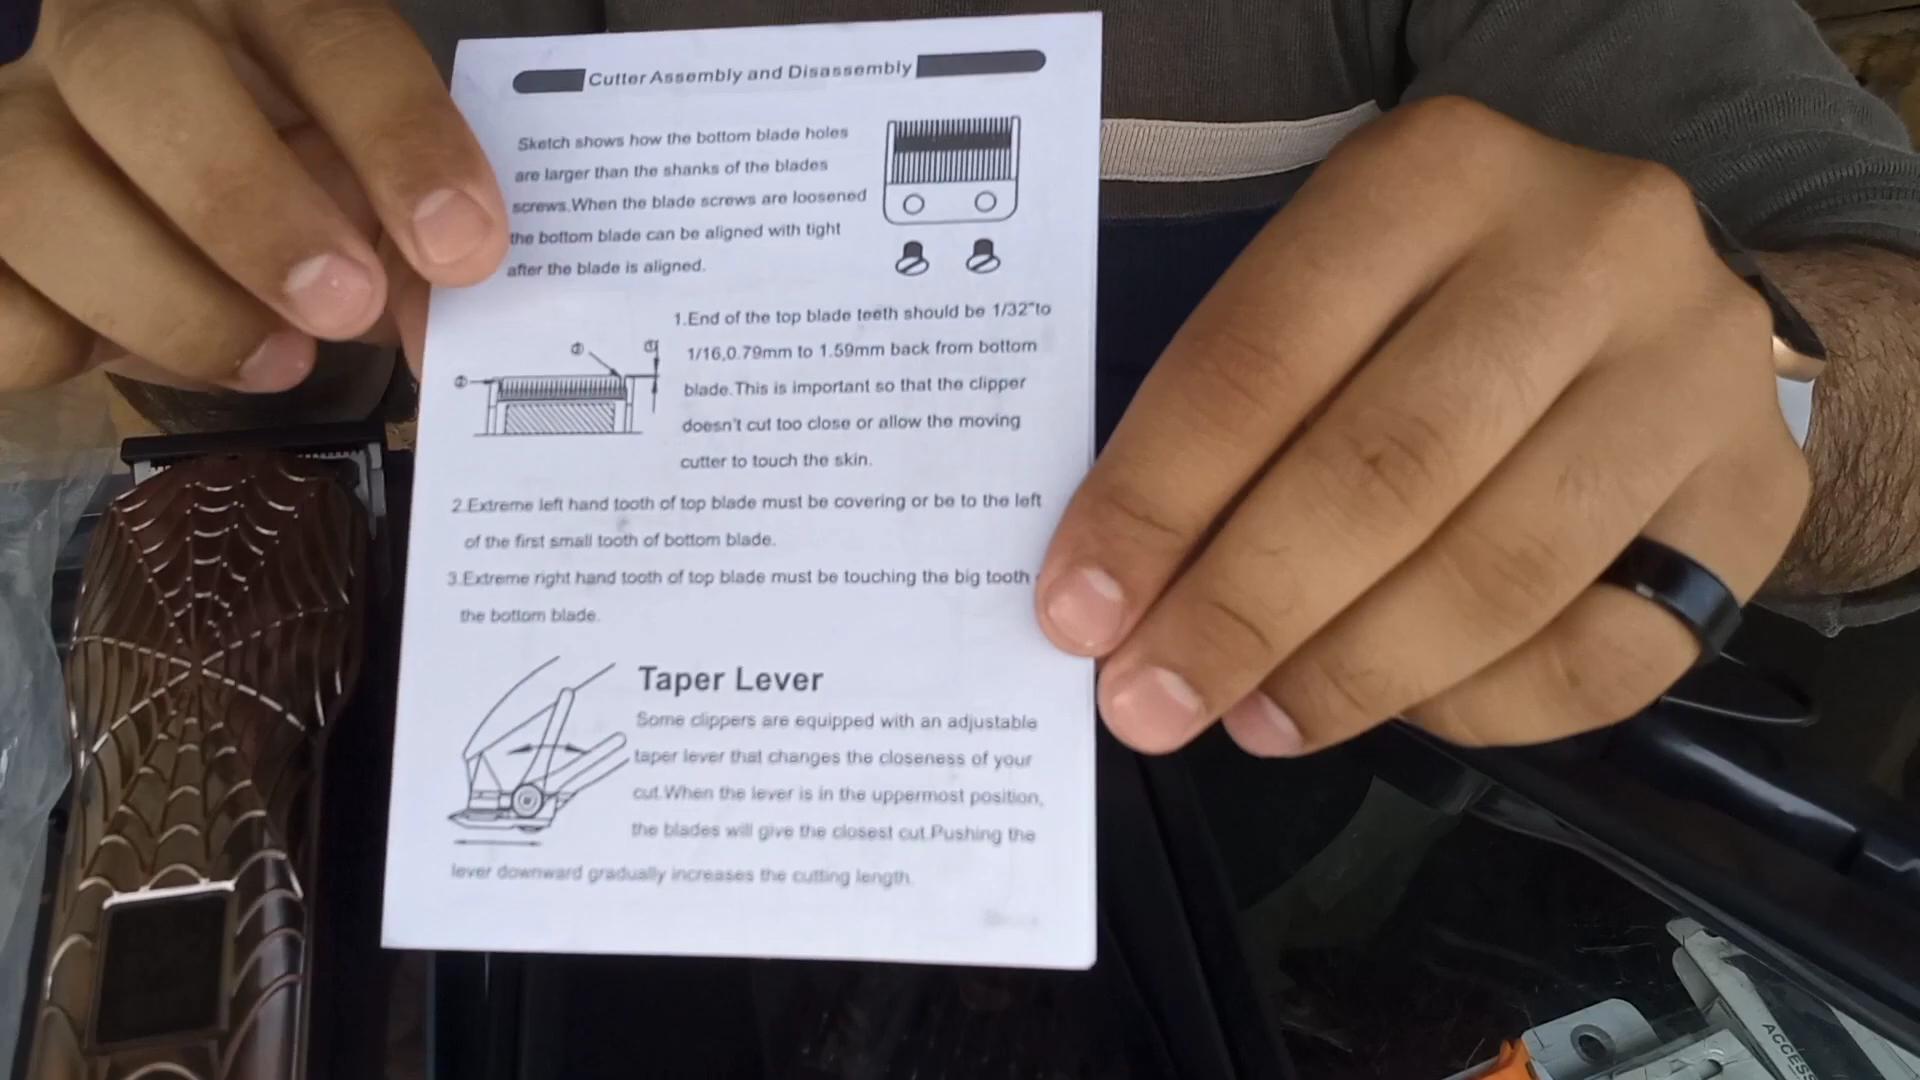 Cutter Assembly and Disassembly
Sketch shows how the bottom blade holes
are larger than the shanks of the blades
screws.When the blade screws are loosened
the bottom blade can be aligned with tight
after the blade is aligned.
1.End of the top blade teeth should be 1/32"to
1/16,0.79mm to 1.59mm back from bottom
blade.This is important so that the clipper
doesn't cut too close or allow the moving
cutter to touch the skin.
2.Extreme left hand tooth of top blade must be covering or be to the left
of the first small tooth of bottom blade.
3.Extreme right hand tooth of top blade must be touching the big tooth
the bottom blade.
Taper Lever
Some clippers are equipped with an adjustable
taper lever that changes the closeness of your
cut.When the lever is in the uppermost position,
the blades will give the closest cut.Pushing the
lever downward gradually increases the cutting length.
ACCESS